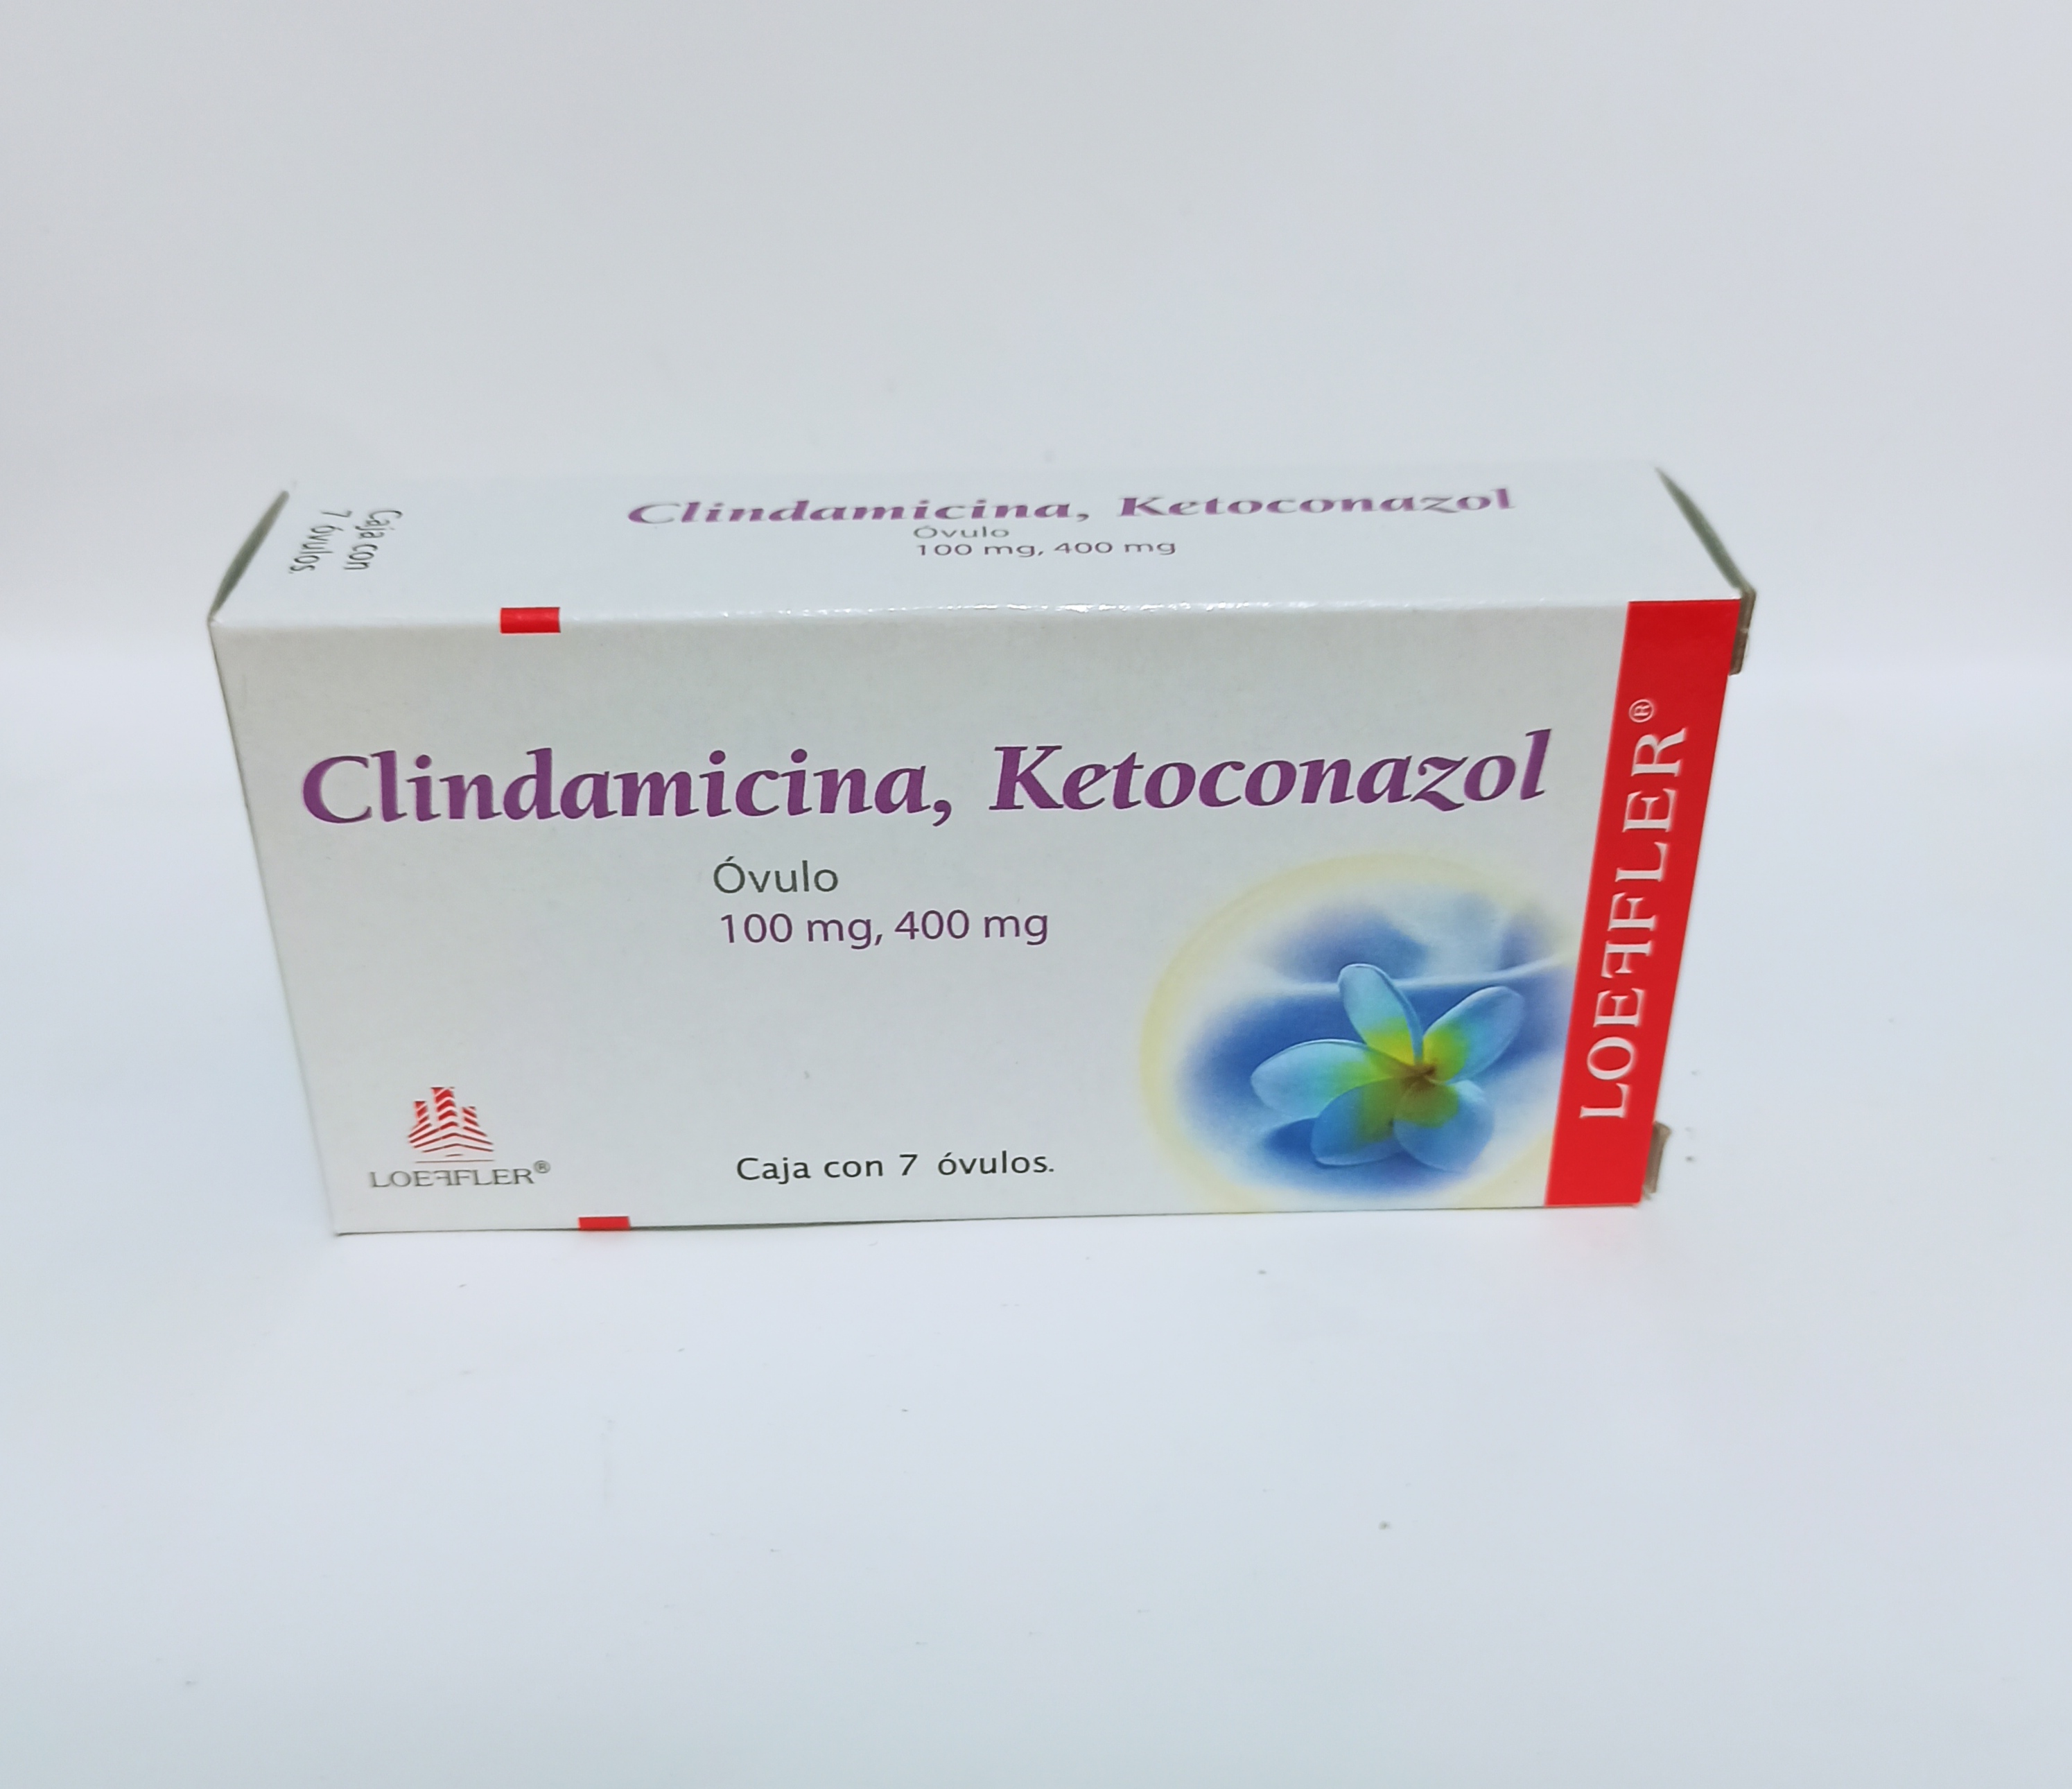 Caja con
7 óvulos.
Clindamicina, Ketoconazol
Óvulo
100 mg, 400 mg
Clindamicina, Ketoconazol
Óvulo
100 mg, 400 mg
LOEFFLER®
Caja con 7 óvulos.
LOEFFLER®